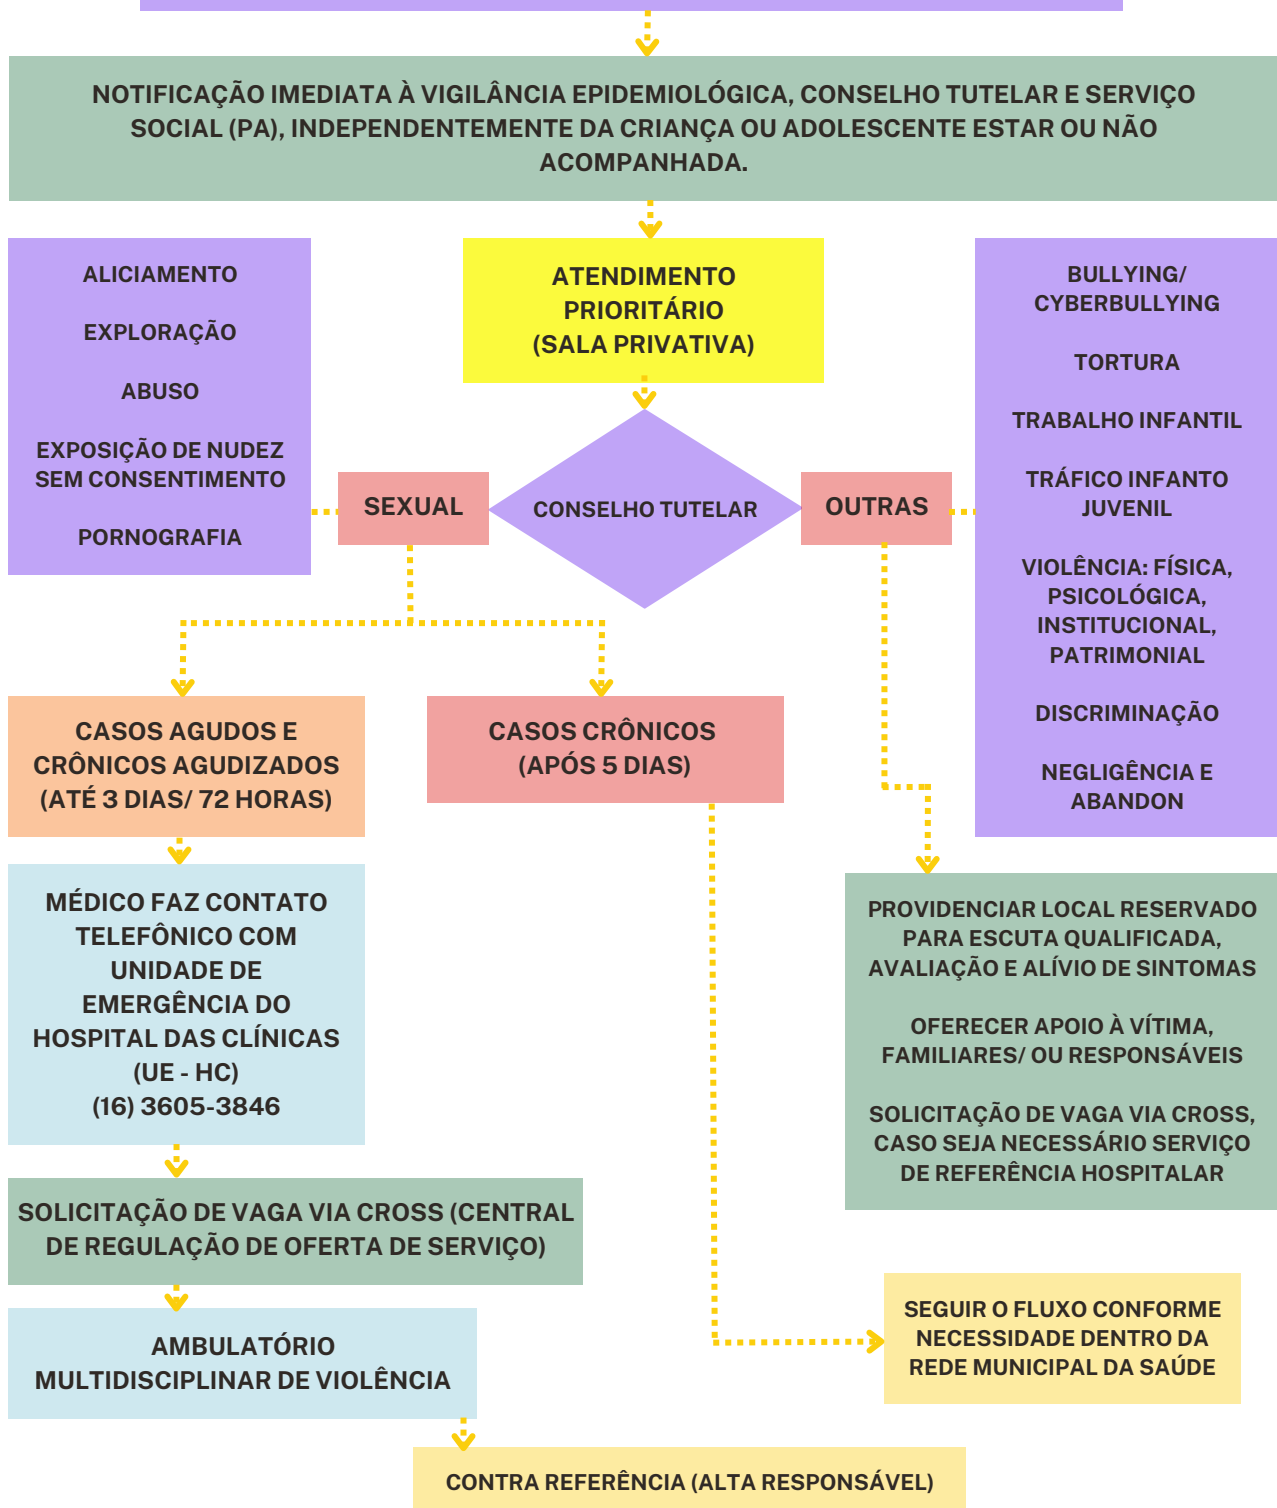 NOTIFICAÇÃO IMEDIATA À VIGILÂNCIA EPIDEMIOLÓGICA, CONSELHO TUTELAR E SERVIÇO
SOCIAL (PA), INDEPENDENTEMENTE DA CRIANÇA OU ADOLESCENTE ESTAR OU NÃO
ACOMPANHADA.
ALICIAMENTO
EXPLORAÇÃO
ABUSO
EXPOSIÇÃO DE NUDEZ
SEM CONSENTIMENTO
PORNOGRAFIA
ATENDIMENTO
PRIORITÁRIO
(SALA PRIVATIVA)
BULLYING/
CYBERBULLYING
TORTURA
TRABALHO INFANTIL
TRÁFICO INFANTO
JUVENIL
VIOLÊNCIA: FÍSICA,
PSICOLÓGICA,
INSTITUCIONAL,
PATRIMONIAL
DISCRIMINAÇÃO
NEGLIGÊNCIA E
ABANDON
SEXUAL
CONSELHO TUTELAR
OUTRAS
CASOS AGUDOS E
CRÔNICOS AGUDIZADOS
(ATÉ 3 DIAS/ 72 HORAS)
CASOS CRÔNICOS
(APÓS 5 DIAS)
MÉDICO FAZ CONTATO
TELEFÔNICO COM
UNIDADE DE
EMERGÊNCIA DO
HOSPITAL DAS CLÍNICAS
(UE - HC)
(16) 3605-3846
PROVIDENCIAR LOCAL RESERVADO
PARA ESCUTA QUALIFICADA,
AVALIAÇÃO E ALÍVIO DE SINTOMAS
OFERECER APOIO À VÍTIMA,
FAMILIARES/ OU RESPONSÁVEIS
SOLICITAÇÃO DE VAGA VIA CROSS,
CASO SEJA NECESSÁRIO SERVIÇO
DE REFERÊNCIA HOSPITALAR
SOLICITAÇÃO DE VAGA VIA CROSS (CENTRAL
DE REGULAÇÃO DE OFERTA DE SERVIÇO)
SEGUIR O FLUXO CONFORME
NECESSIDADE DENTRO DA
REDE MUNICIPAL DA SAÚDE
AMBULATÓRIO
MULTIDISCIPLINAR DE VIOLÊNCIA
CONTRA REFERÊNCIA (ALTA RESPONSÁVEL)